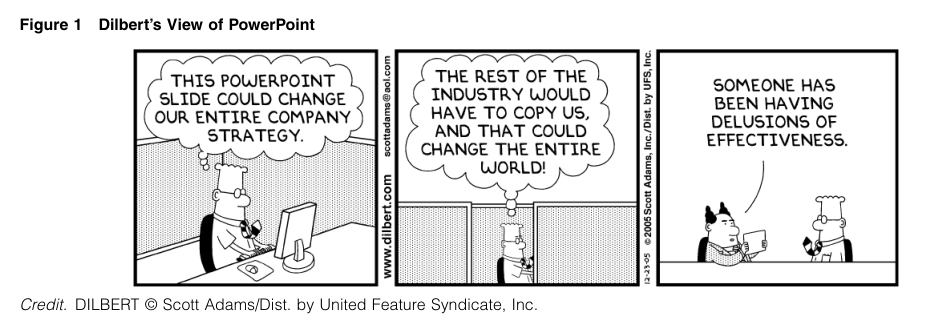 Figure 1 Dilbert's View of PowerPoint
THIS POWERPOINT
SLIDE COULD CHANGE
OUR ENTIRE COMPANY
STRATEGY.
www.dilbert.com scottadams@aol.com
THE REST OF THE
INDUSTRY WOULD
HAVE TO COPY US,
AND THAT COULD
CHANGE THE ENTIRE
WORLD!
12-23-05 © 2005 Scott Adams, Inc./Dist. by UFS, Inc.
SOMEONE HAS
BEEN HAVING
DELUSIONS OF
EFFECTIVENESS.
Credit. DILBERT © Scott Adams/Dist. by United Feature Syndicate, Inc.